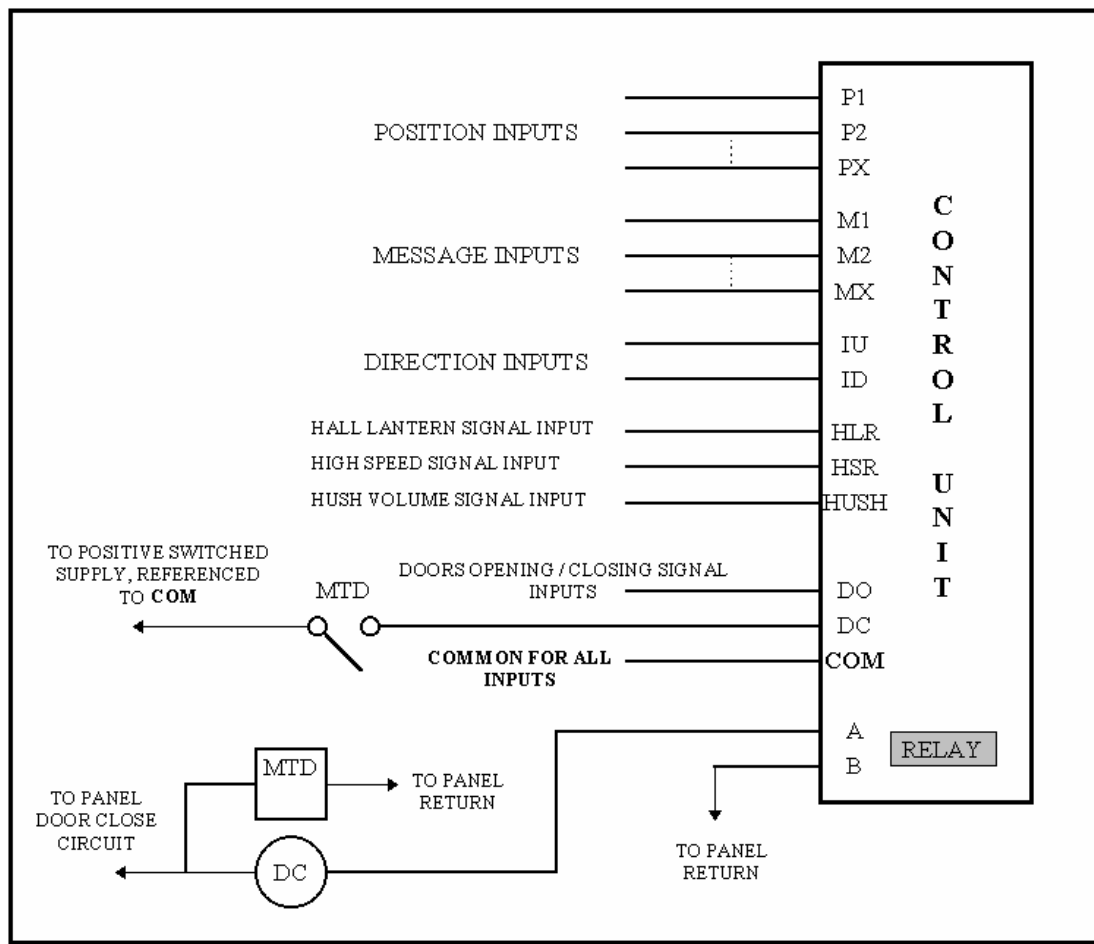 P1
POSITION INPUTS
P2
PX
M1
MESSAGE INPUTS
M2
MX
IU
DIRECTION INPUTS
ID
HALL LANTERN SIGNAL INPUT
HLR
HIGH SPEED SIGNAL INPUT
HSR
HUSH VOLUME SIGNAL INPUT
HUSH
CONTROL UNIT
TO POSITIVE SWITCHED
SUPPLY, REFERENCED
TO COM
MTD
DOORS OPENING / CLOSING SIGNAL
INPUTS
DO
DC
COMMON FOR ALL
INPUTS
COM
A
RELAY
B
MTD
TO PANEL
RETURN
TO PANEL
DOOR CLOSE
CIRCUIT
DC
TO PANEL
RETURN